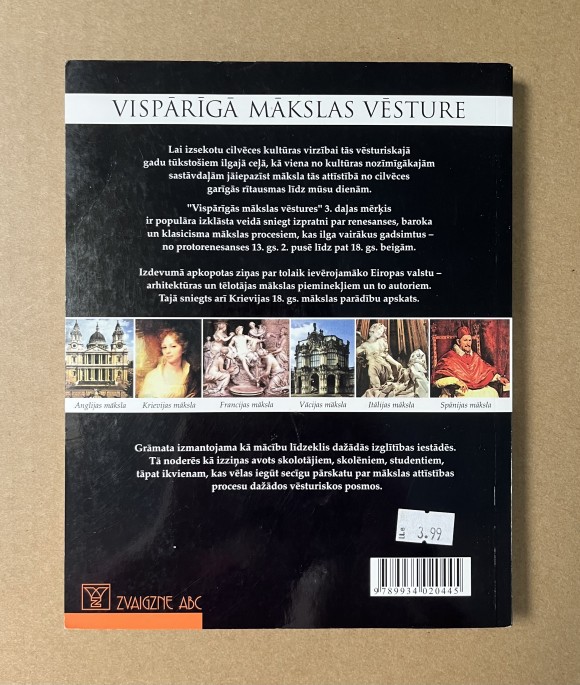 VISPĀRĪGĀ MĀKSLAS VĒSTURE
Lai izsekotu cilvēces kultūras virzībai tās vēsturiskajā
gadu tūkstošiem ilgajā ceļā, kā viena no kultūras nozīmīgākajām
sastāvdaļām jāiepazīst māksla tās attīstībā no cilvēces
garīgās rītausmas līdz mūsu dienām.
"Vispārīgās mākslas vēstures" 3. daļas mērķis
ir populāra izklāsta veidā sniegt izpratni par renesanses, baroka
un klasicisma mākslas procesiem, kas ilga vairākus gadsimtus –
no protorenesanses 13. gs. 2. pusē līdz pat 18. gs. beigām.
Izdevumā apkopotas ziņas par tolaik ievērojamāko Eiropas valstu –
arhitektūras un tēlotājas mākslas pieminekļiem un to autoriem.
Tajā sniegts arī Krievijas 18. gs. mākslas parādību apskats.
Anglijas māksla Krievijas māksla Francijas māksla Vācijas māksla Itālijas māksla Spānijas māksla
Grāmata izmantojama kā mācību līdzeklis dažādās izglītības iestādēs.
Tā noderēs kā izziņas avots skolotājiem, skolēniem, studentiem,
tāpat ikvienam, kas vēlas iegūt secīgu pārskatu par mākslas attīstības
procesu dažādos vēsturiskos posmos.
3.99
9789934020445
ZVAIGZNE ABC